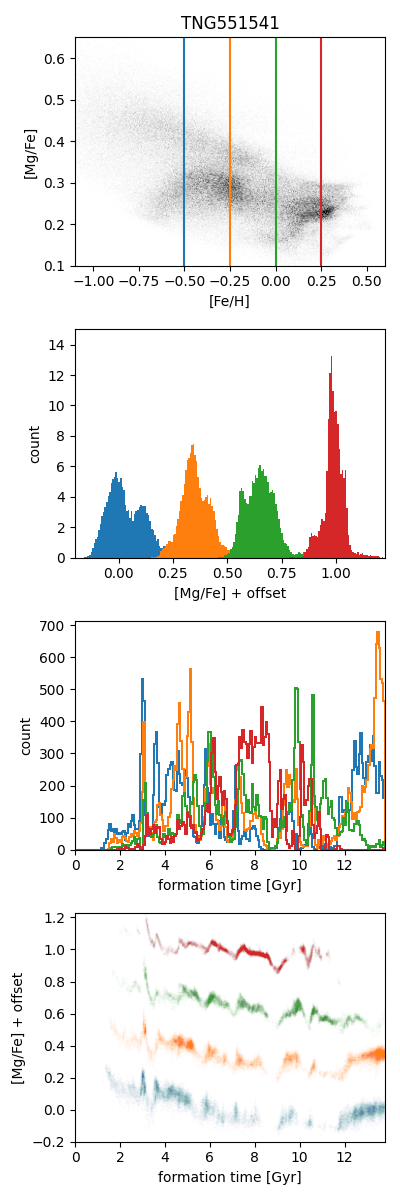 TNG551541
0.6
0.5
0.4
0.3
0.2
0.1
[Mg/Fe]
−1.00 −0.75 −0.50 −0.25 0.00 0.25 0.50
[Fe/H]
14
12
10
8
6
4
2
0
count
0.00 0.25 0.50 0.75 1.00
[Mg/Fe] + offset
700
600
500
400
300
200
100
0
count
0 2 4 6 8 10 12
formation time [Gyr]
1.2
1.0
0.8
0.6
0.4
0.2
0.0
−0.2
[Mg/Fe] + offset
0 2 4 6 8 10 12
formation time [Gyr]